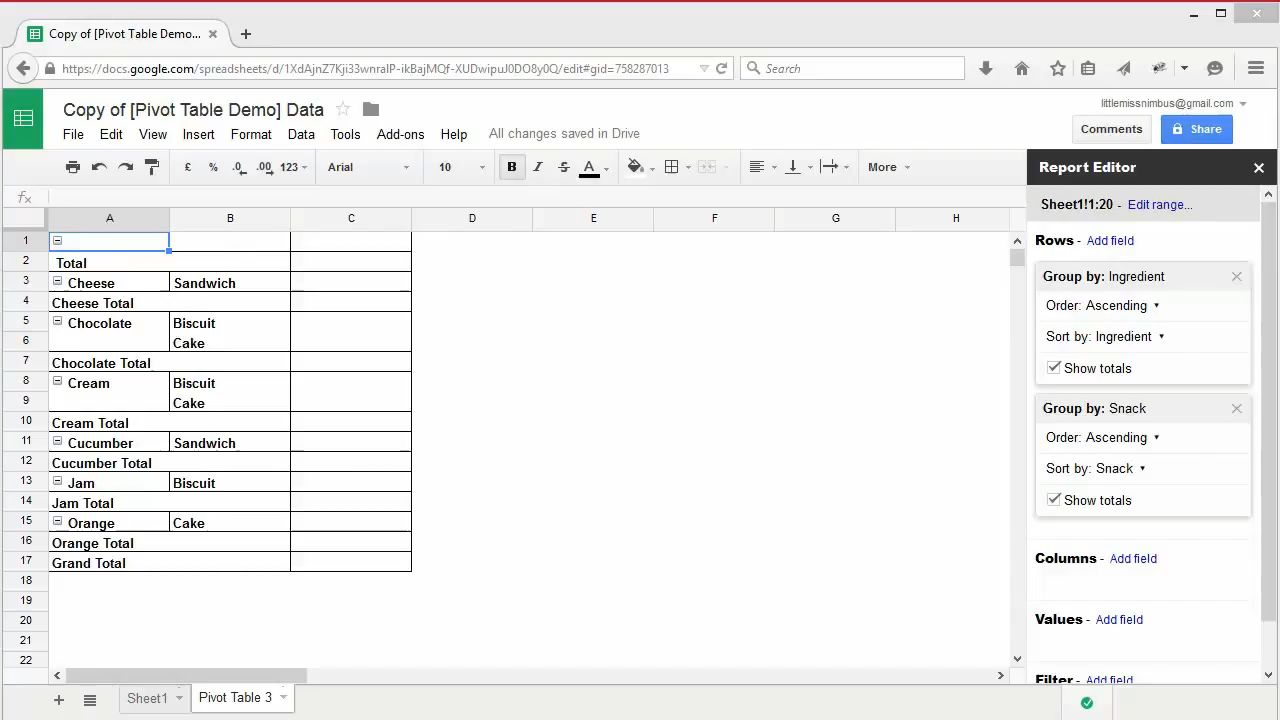 Copy of [Pivot Table Demo...
https://docs.google.com/spreadsheets/d/1XdAjnZ7Kji33wnraIP-ikBajMQf-XUDwipuJ0DO8y0Q/edit#gid=758287013
Search
Copy of [Pivot Table Demo] Data
littlemissnimbus@gmail.com
File Edit View Insert Format Data Tools Add-ons Help All changes saved in Drive
Comments Share
£ % .0 .00 123 Arial 10 B I S A More
Report Editor
fx
Sheet1!1:20 - Edit range...
A B C D E F G H
Rows - Add field
1
2 Total
3 Cheese Sandwich
4 Cheese Total
5 Chocolate Biscuit
6 Cake
7 Chocolate Total
8 Cream Biscuit
9 Cake
10 Cream Total
11 Cucumber Sandwich
12 Cucumber Total
13 Jam Biscuit
14 Jam Total
15 Orange Cake
16 Orange Total
17 Grand Total
18
19
20
21
22
Group by: Ingredient
Order: Ascending
Sort by: Ingredient
Show totals
Group by: Snack
Order: Ascending
Sort by: Snack
Show totals
Columns - Add field
Values - Add field
Filter - Add field
Sheet1 Pivot Table 3